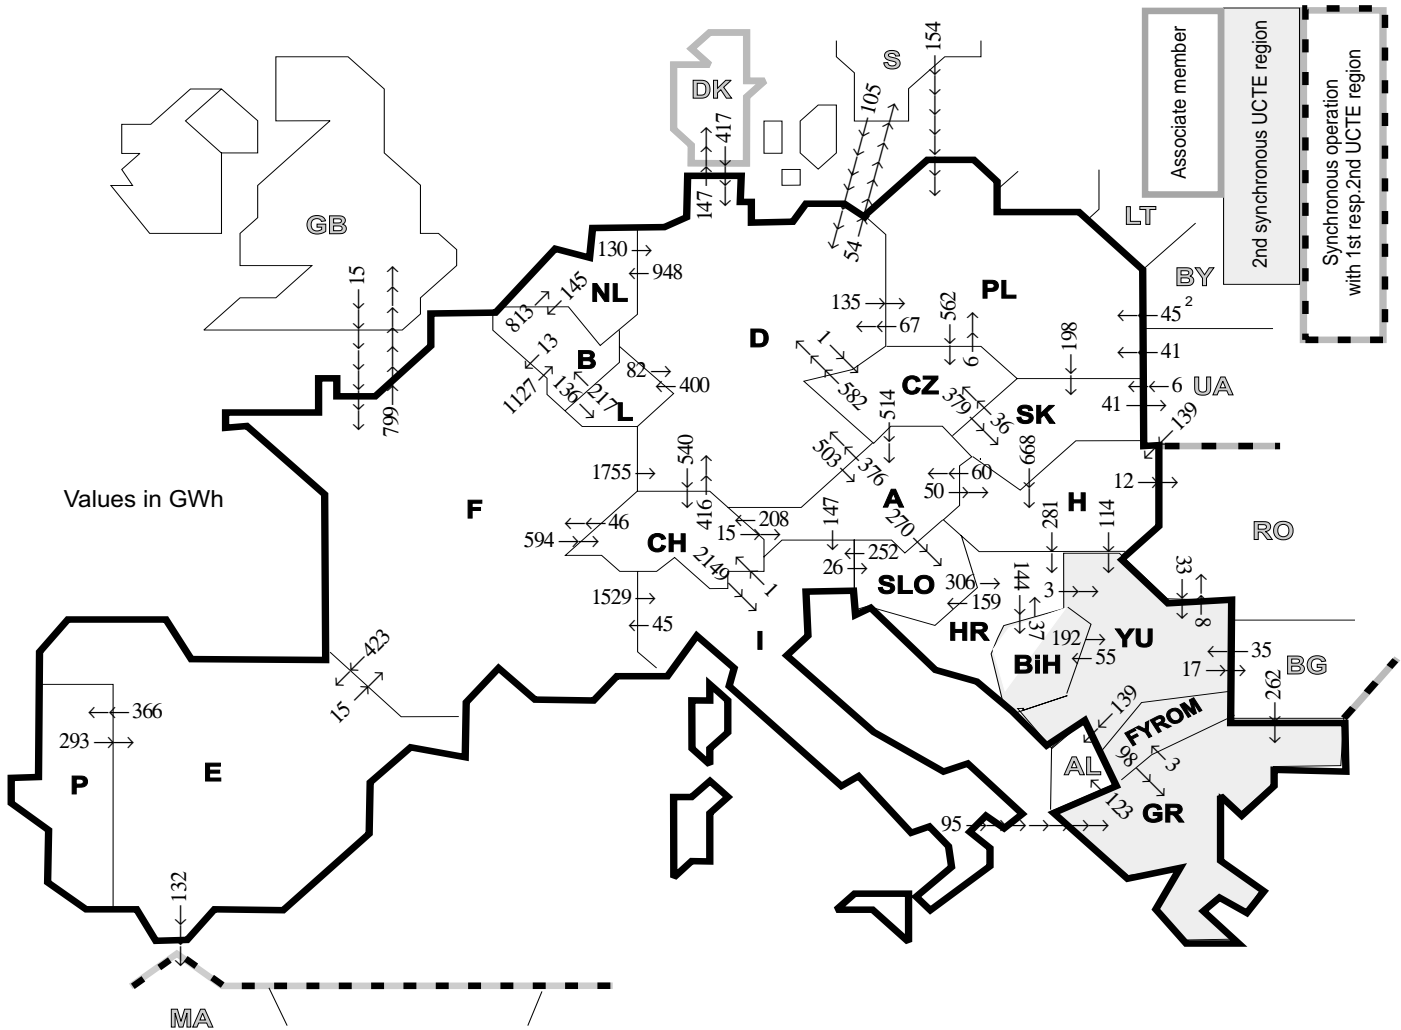 154
S
105
DK
417
147
54
Associate member
2nd synchronous UCTE region
Synchronous operation
with 1st resp.2nd UCTE region
LT
BY
GB
15
799
130
948
NL
145
813
135
67
562
6
PL
45 2
198
41
D
1
582
13
B
1127
136
217
L
82
400
CZ
514
379
36
SK
6
UA
41
139
668
540
503
376
60
50
A
H
12
1755
Values in GWh
F
416
208
15
147
270
281
114
RO
46
594
CH
2149
1
252
26
SLO
306
159
144
37
3
33
8
1529
45
I
HR
192
55
BiH
YU
35
17
BG
262
423
15
366
293
P
E
139
FYROM
98
3
AL
123
GR
95
132
MA